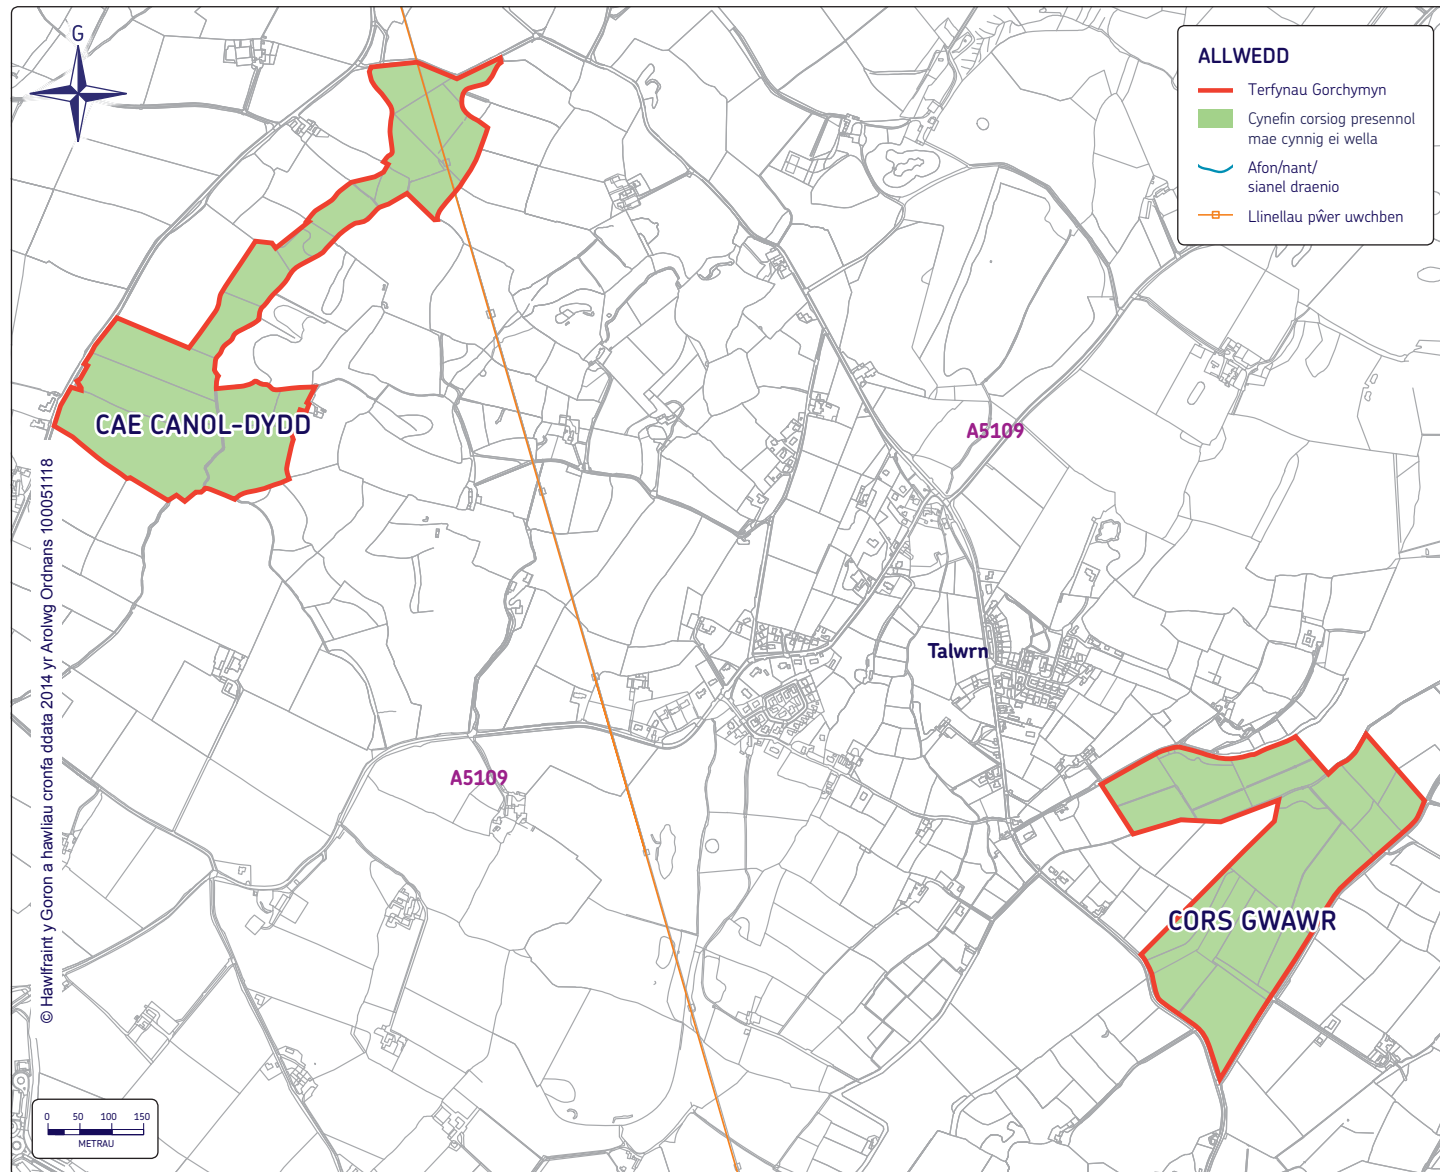 G
ALLWEDD
Terfynau Gorchymyn
Cynefin corsiog presennol
mae cynnig ei wella
Afon/nant/
sianel draenio
Llinellau pŵer uwchben
CAE CANOL-DYDD
A5109
Talwrn
A5109
CORS GWAWR
© Hawlfraint y Goron a hawliau cronfa ddata 2014 yr Arolwg Ordnans 100051118
0 50 100 150
METRAU